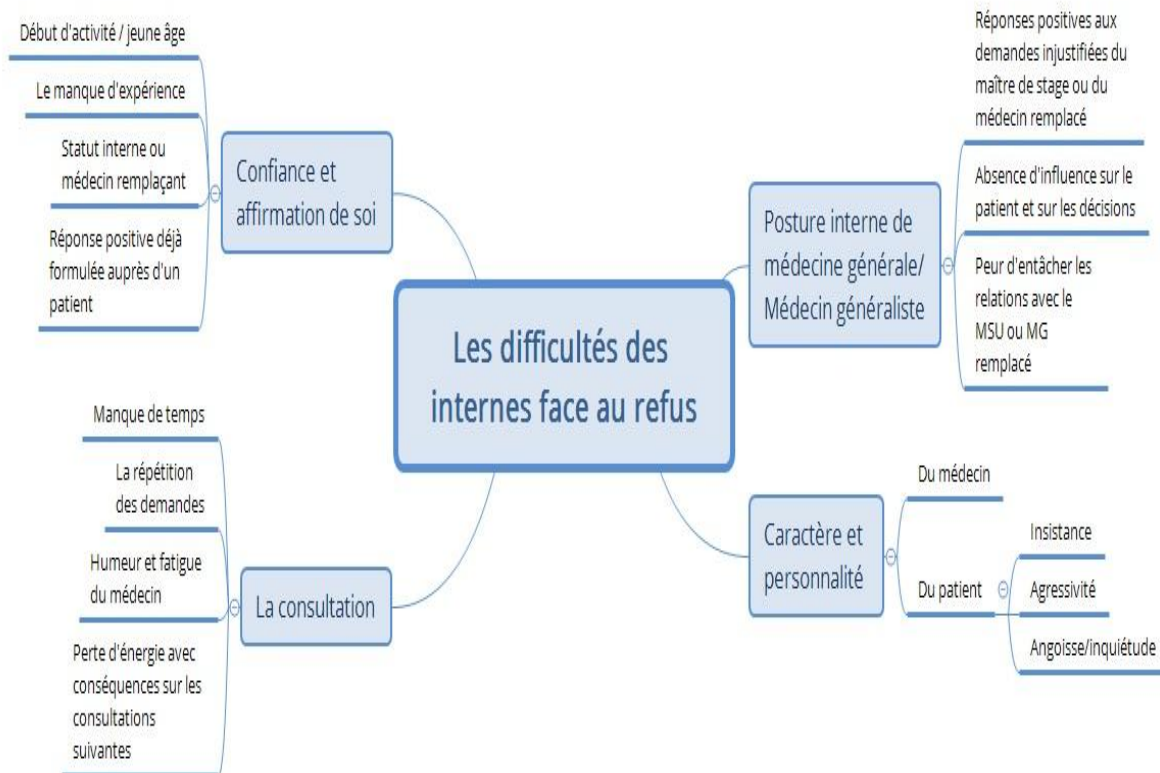 Les difficultés des
internes face au refus
Confiance et
affirmation de soi
Début d'activité / jeune âge
Le manque d'expérience
Statut interne ou
médecin remplaçant
Réponse positive déjà
formulée auprès d'un
patient
La consultation
Manque de temps
La répétition
des demandes
Humeur et fatigue
du médecin
Perte d'énergie avec
conséquences sur les
consultations
suivantes
Posture interne de
médecine générale/
Médecin généraliste
Réponses positives aux
demandes injustifiées du
maître de stage ou du
médecin remplacé
Absence d'influence sur le
patient et sur les décisions
Peur d'entâcher les
relations avec le
MSU ou MG
remplacé
Caractère et
personnalité
Du médecin
Du patient
Insistance
Agressivité
Angoisse/inquiétude